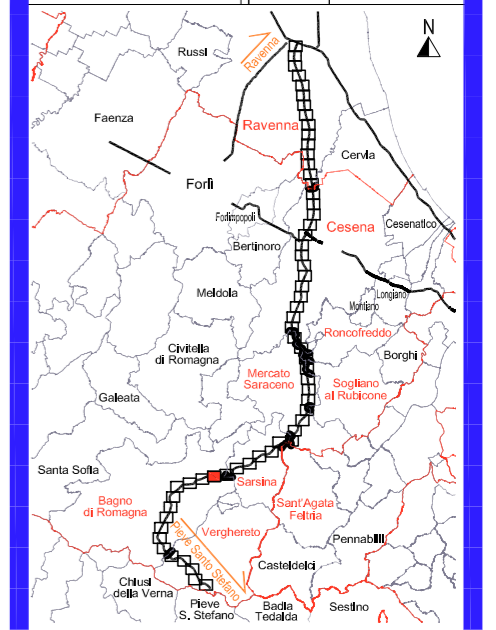 N
Russi
Ravenna
Faenza
Ravenna
Cervia
Forlì
Forlimpopoli
Cesena
Cesenatico
Bertinoro
Meldola
Longiano
Montiano
Roncofreddo
Civitella
di Romagna
Borghi
Mercato
Saraceno
Sogliano
al Rubicone
Galeata
Santa Sofia
Sarsina
Bagno
di Romagna
Sant'Agata
Feltria
Verghereto
Pieve Santo Stefano
Pennabilli
Casteldelci
Chiusi
della Verna
Pieve
S. Stefano
Badia
Tedalda
Sestino